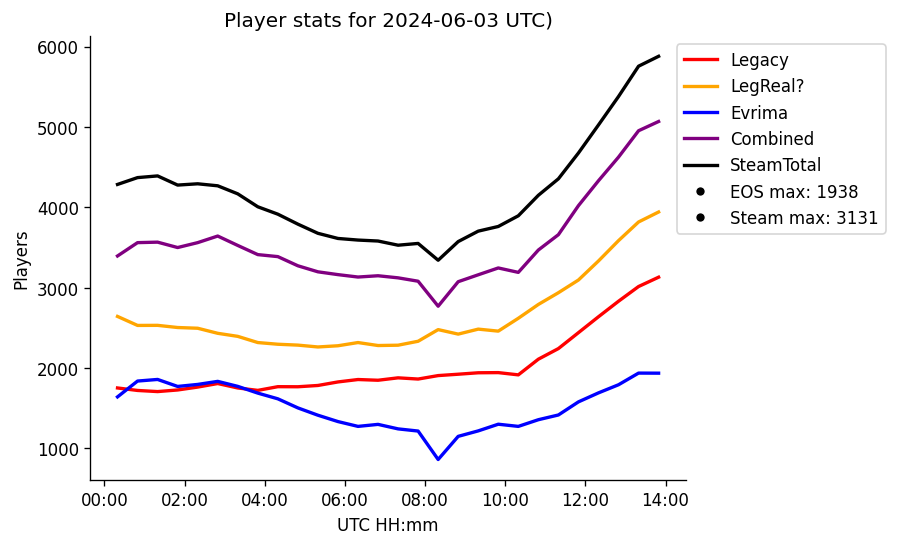 Player stats for 2024-06-03 UTC)
6000
5000
4000
3000
2000
1000
Players
00:00 02:00 04:00 06:00 08:00 10:00 12:00 14:00
UTC HH:mm
Legacy
LegReal?
Evrima
Combined
SteamTotal
EOS max: 1938
Steam max: 3131